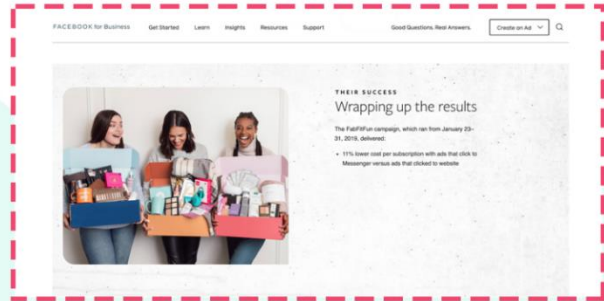 FACEBOOK for Business Get Started Learn Insights Resources Support Good Questions. Real Answers. Create an Ad
THEIR SUCCESS
Wrapping up the results
The FabFitFun campaign, which ran from January 23–
31, 2019, delivered:
• 11% lower cost per subscription with ads that click to
Messenger versus ads that clicked to website